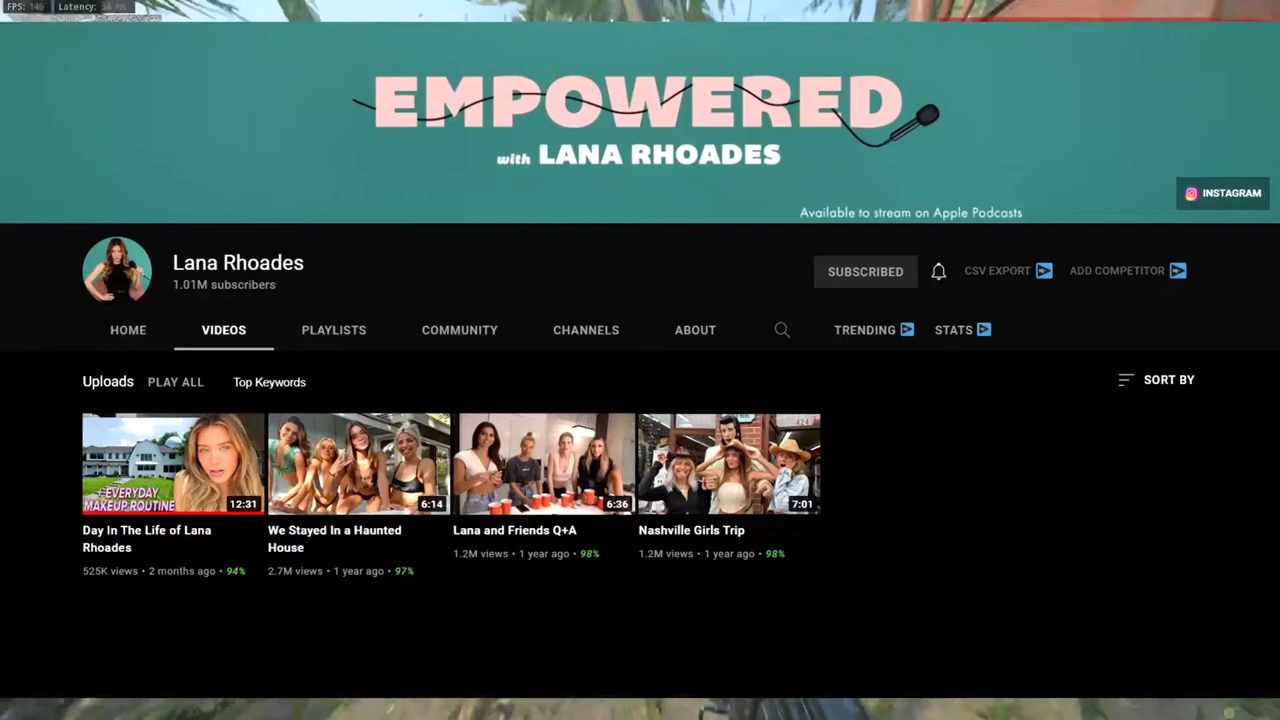 FPS: 146 Latency:
EMPOWERED
with LANA RHOADES
INSTAGRAM
Available to stream on Apple Podcasts
Lana Rhoades
1.01M subscribers
SUBSCRIBED
CSV EXPORT
ADD COMPETITOR
HOME VIDEOS PLAYLISTS COMMUNITY CHANNELS ABOUT TRENDING STATS
Uploads PLAY ALL Top Keywords SORT BY
EVERYDAY
MAKEUP ROUTINE
12:31
6:14
6:36
7:01
Day In The Life of Lana
Rhoades
525K views • 2 months ago • 94%
We Stayed In a Haunted
House
2.7M views • 1 year ago • 97%
Lana and Friends Q+A
1.2M views • 1 year ago • 98%
Nashville Girls Trip
1.2M views • 1 year ago • 98%